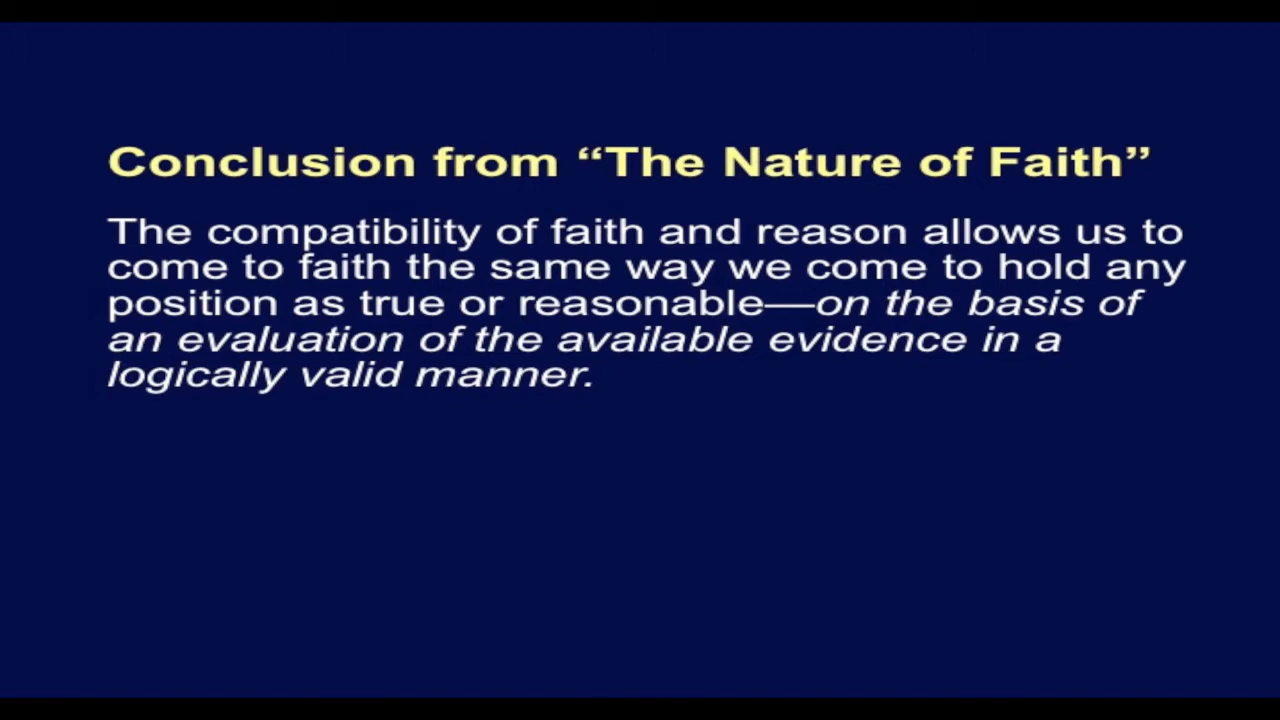 Conclusion from “The Nature of Faith”
The compatibility of faith and reason allows us to
come to faith the same way we come to hold any
position as true or reasonable—on the basis of
an evaluation of the available evidence in a
logically valid manner.